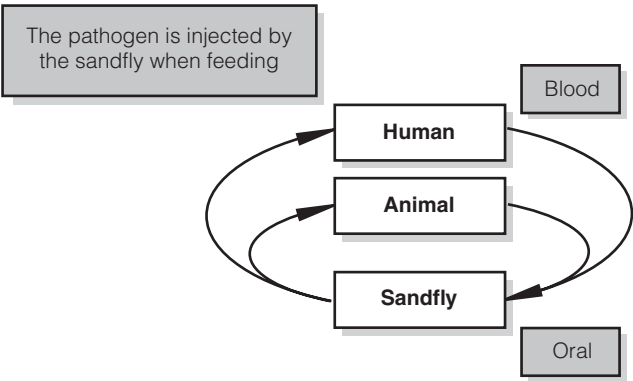 The pathogen is injected by
the sandfly when feeding
Blood
Human
Animal
Sandfly
Oral